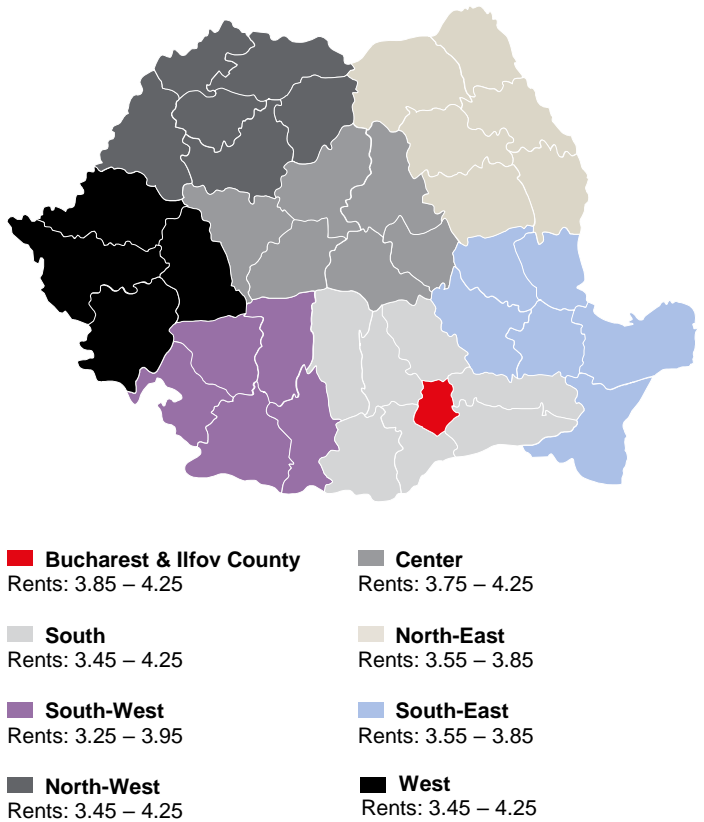 Bucharest & Ilfov County
Rents: 3.85 – 4.25
Center
Rents: 3.75 – 4.25
South
Rents: 3.45 – 4.25
North-East
Rents: 3.55 – 3.85
South-West
Rents: 3.25 – 3.95
South-East
Rents: 3.55 – 3.85
North-West
Rents: 3.45 – 4.25
West
Rents: 3.45 – 4.25